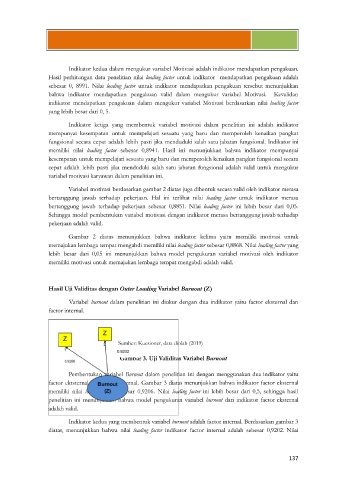 Indikator kedua dalam mengukur variabel Motivasi adalah indikator mendapatkan pengakuan.
Hasil perhitungan data penelitian nilai loading factor untuk indikator mendapatkan pengakuan adalah
sebesar 0, 8991. Nilai loading factor untuk indikator mendapatkan pengakuan tersebut menunjukkan
bahwa indikator mendapatkan pengakuan valid dalam mengukur variabel Motivasi. Kevalidan
indikator mendapatkan pengakuan dalam mengukur variabel Motivasi berdasarkan nilai loading factor
yang lebih besar dari 0, 5.
Indikator ketiga yang membentuk variabel motivasi dalam penelitian ini adalah indikator
mempunyai kesempatan untuk mempelajari sesuatu yang baru dan memperoleh kenaikan pangkat
fungsional secara cepat adalah lebih pasti jika menduduki salah satu jabatan fungsional. Indikator ini
memiliki nilai loading factor sebesar 0,8941. Hasil ini menunjukkan bahwa indikator mempunyai
kesempatan untuk mempelajari sesuatu yang baru dan memperoleh kenaikan pangkat fungsional secara
cepat adalah lebih pasti jika menduduki salah satu jabatan fungsional adalah valid untuk mengukur
variabel motivasi karyawan dalam penelitian ini.
Variabel motivasi berdasarkan gambar 2 diatas juga dibentuk secara valid oleh indikator merasa
bertanggung jawab terhadap pekerjaan. Hal ini terlihat nilai loading factor untuk indikator merasa
bertanggung jawab terhadap pekerjaan sebesar 0,8851. Nilai loading factor ini lebih besar dari 0,05.
Sehingga model pembentukan variabel motivasi dengan indikator merasa bertanggung jawab terhadap
pekerjaan adalah valid.
Gambar 2 diatas menunjukkan bahwa indikator kelima yaitu memiliki motivasi untuk
memajukan lembaga tempat mengabdi memiliki nilai loading factor sebesar 0,8868. Nilai loading factor yang
lebih besar dari 0,05 ini menunjukkan bahwa model pengukuran variabel motivasi oleh indikator
memiliki motivasi untuk memajukan lembaga tempat mengabdi adalah valid.
Hasil Uji Validitas dengan Outer Loading Variabel Burnout (Z)
Variabel burnout dalam penelitian ini diukur dengan dua indikator yaitu factor eksternal dan
factor internal.
Z
Z
Sumber: Kuesioner, data diolah (2019)
0.9202
0.9206
Gambar 3. Uji Validitas Variabel Burnout
Pembentukan variabel Burnout dalam penelitian ini dengan menggunakan dua indikator yaitu
factor eksternal
Gambar 3 diatas menunjukkan bahwa indikator factor eksternal
Burnout
(Z)
memiliki nilai
0,9206. Nilai loading factor ini lebih besar dari 0,5, sehingga hasil
penelitian ini
bahwa model pengukuran variabel burnout dari indikator factor eksternal
adalah valid.
Indikator kedua yang membentuk variabel burnout adalah factor internal. Berdasarkan gambar 3
diatas, menunjukkan bahwa nilai loading factor indikator factor internal adalah sebesar 0,9202. Nilai
137